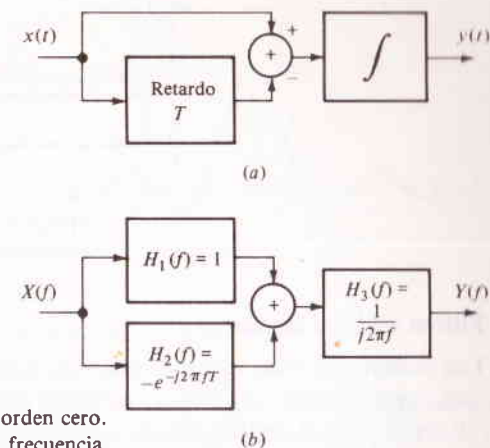 x(t)
+
+
−
∫
y(t)
Retardo
T
(a)
H₁(f) = 1
X(f)
+
H₃(f) =
1
j2πf
Y(f)
H₂(f) =
−e^−j2πfT
orden cero.
frecuencia
(b)